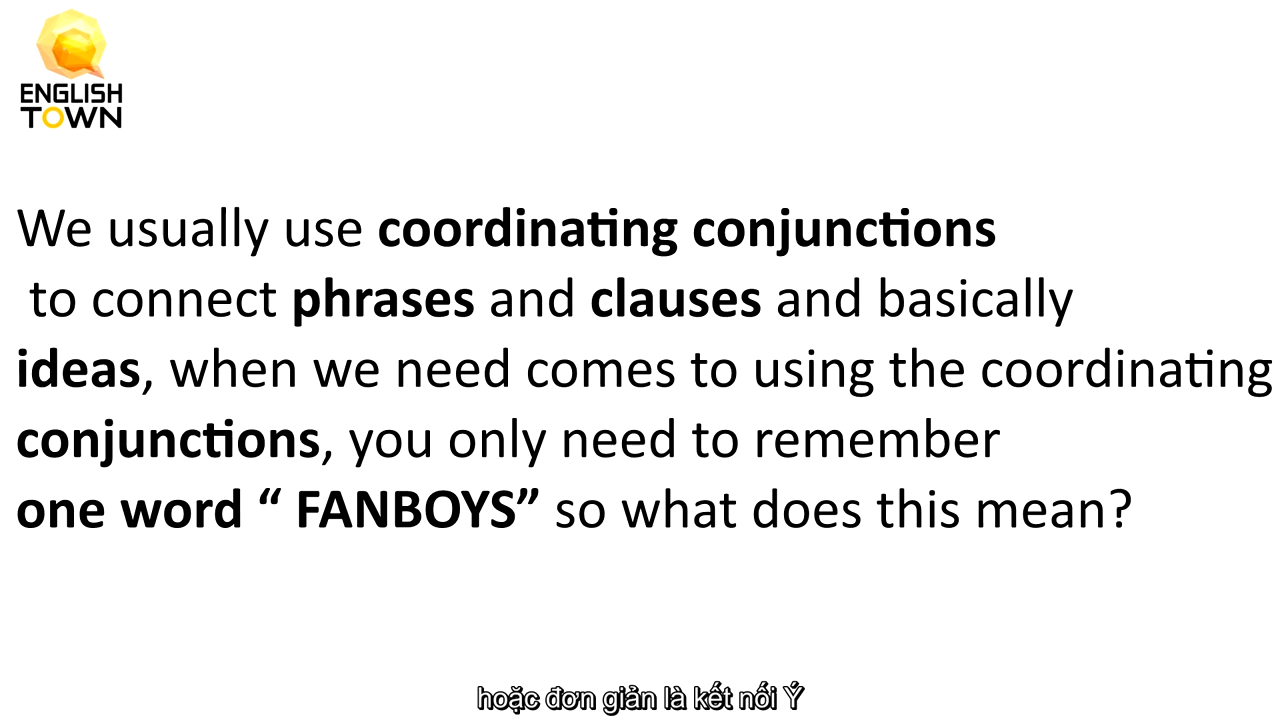 ENGLISH
TOWN
We usually use coordinating conjunctions
to connect phrases and clauses and basically
ideas, when we need comes to using the coordinating
conjunctions, you only need to remember
one word “ FANBOYS” so what does this mean?
hoặc đơn giản là kết nối Ý